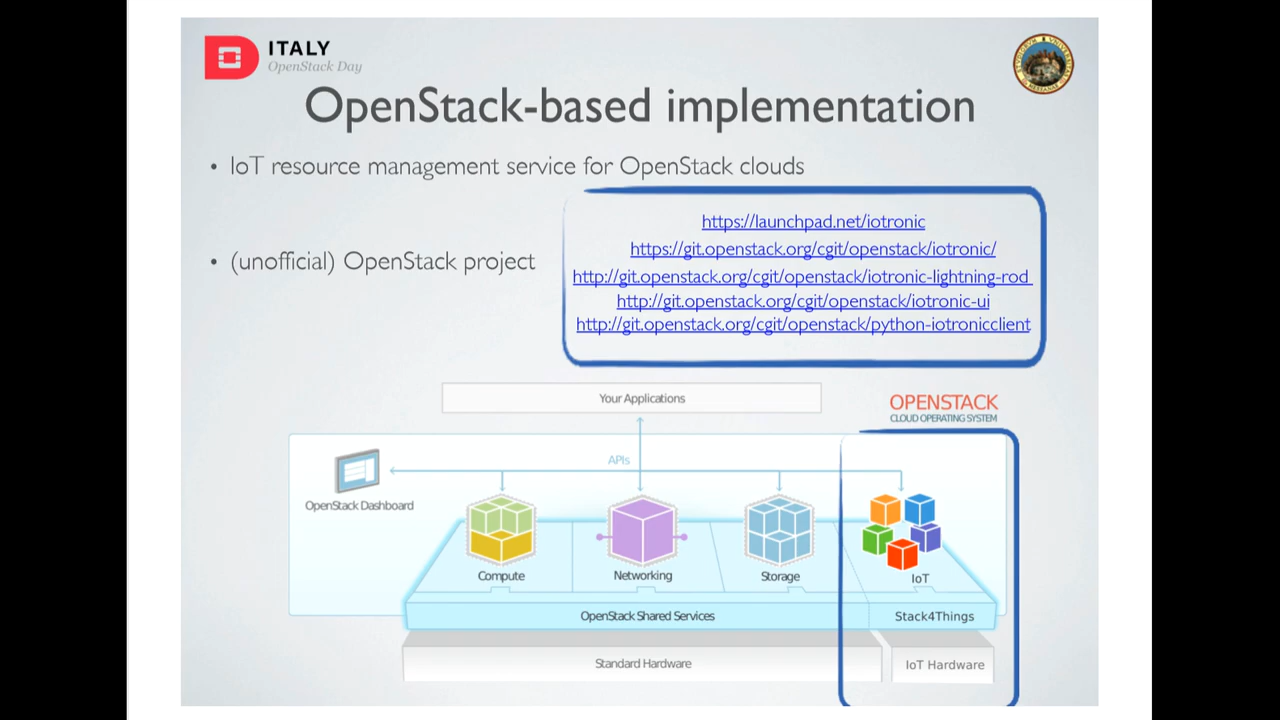 ITALY
OpenStack Day
OpenStack-based implementation
• IoT resource management service for OpenStack clouds
https://launchpad.net/iotronic
https://git.openstack.org/cgit/openstack/iotronic/
• (unofficial) OpenStack project
http://git.openstack.org/cgit/openstack/iotronic-lightning-rod
http://git.openstack.org/cgit/openstack/iotronic-ui
http://git.openstack.org/cgit/openstack/python-iotronicclient
Your Applications
OPENSTACK
CLOUD OPERATING SYSTEM
APIs
OpenStack Dashboard
Compute
Networking
Storage
IoT
OpenStack Shared Services
Stack4Things
Standard Hardware
IoT Hardware